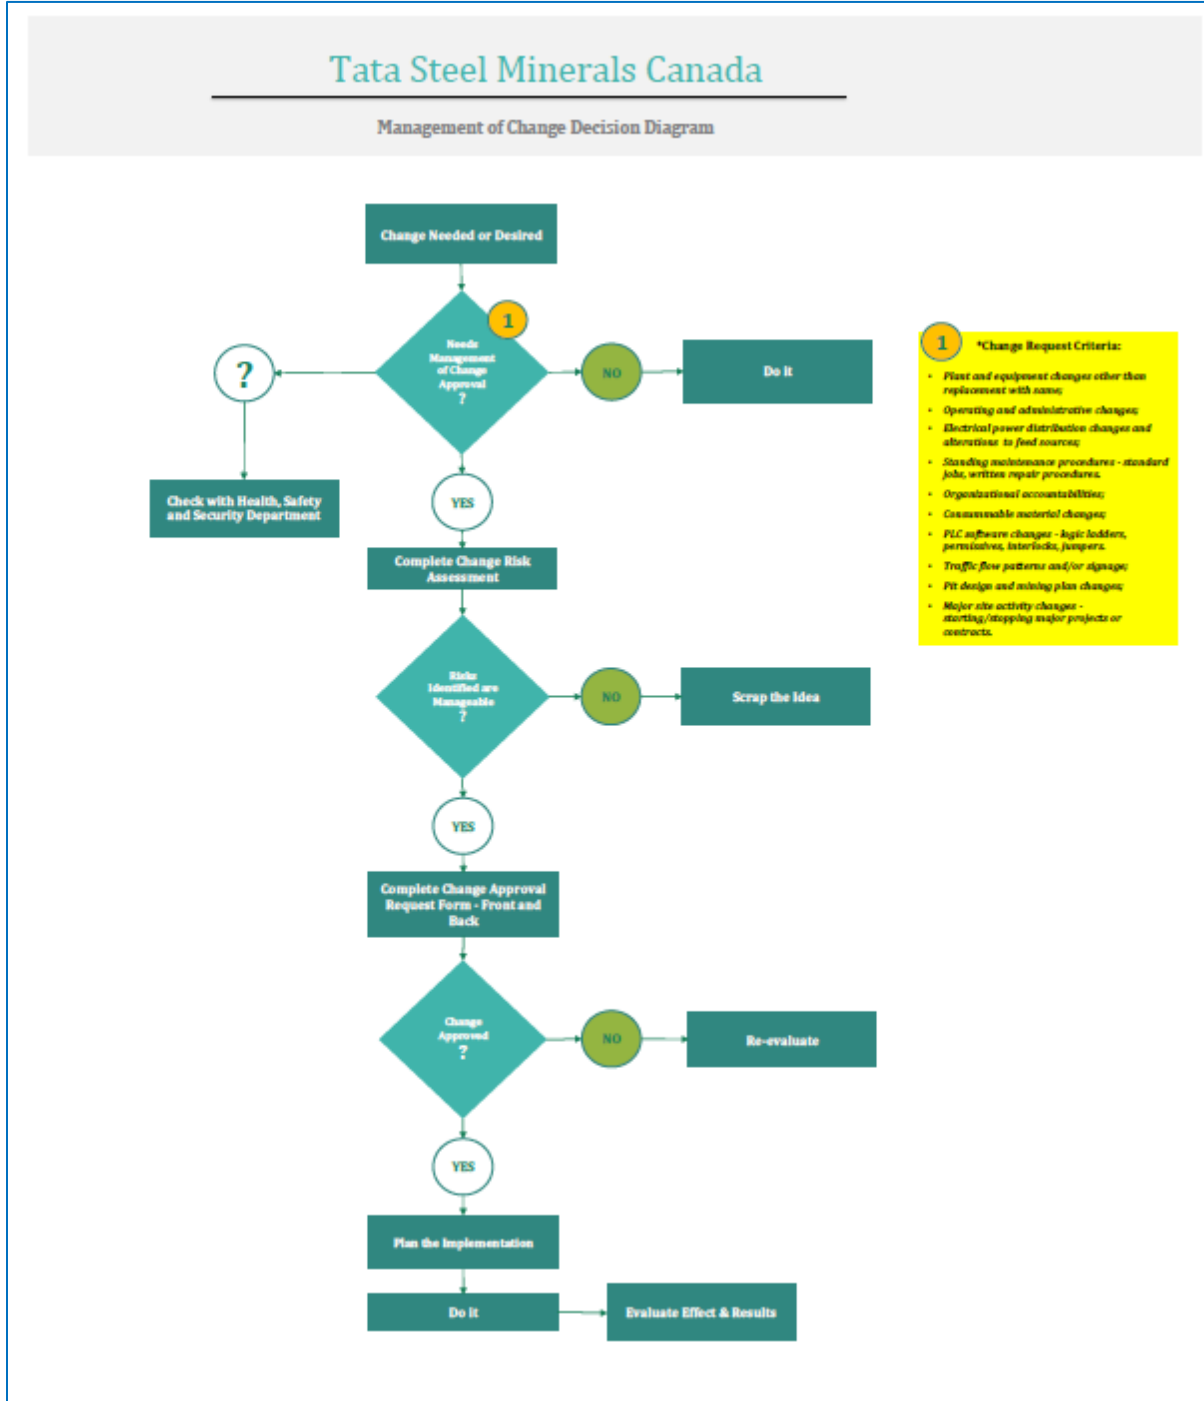 Tata Steel Minerals Canada
Management of Change Decision Diagram
Change Needed or Desired
1
Needs
Management
of Change
Approval
?
?
NO
Do it
Check with Health, Safety
and Security Department
YES
Complete Change Risk
Assessment
Risks
Identified are
Manageable
?
NO
Scrap the Idea
YES
Complete Change Approval
Request Form - Front and
Back
Change
Approved
?
NO
Re-evaluate
YES
Plan the Implementation
Do it
Evaluate Effect & Results
1
*Change Request Criteria:
• Plant and equipment changes other than
replacement with same;
• Operating and administrative changes;
• Electrical power distribution changes and
alterations to feed sources;
• Standing maintenance procedures - standard
jobs, written repair procedures.
• Organizational accountabilities;
• Consummable material changes;
• PLC software changes - logic ladders,
permissives, interlocks, jumpers.
• Traffic flow patterns and/or signage;
• Pit design and mining plan changes;
• Major site activity changes -
starting/stopping major projects or
contracts.